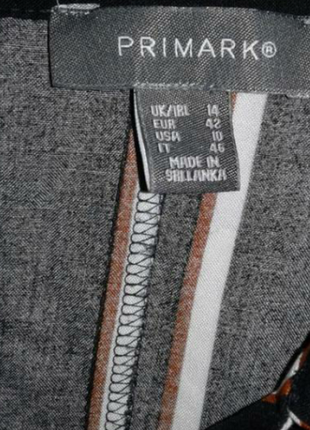 PRIMARK®
UK/IRL 14
EUR 42
USA 10
IT 46
MADE IN
SRI LANKA